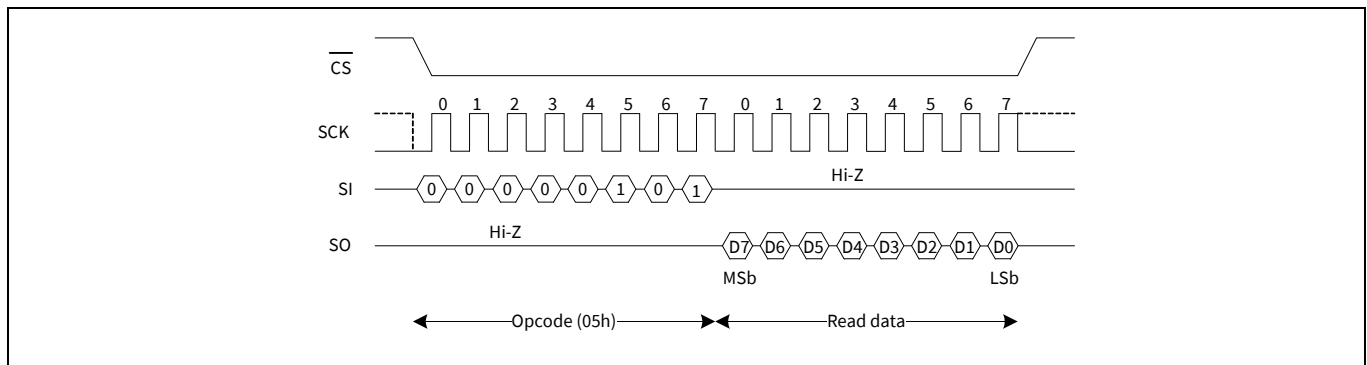 CS
0 1 2 3 4 5 6 7 0 1 2 3 4 5 6 7
SCK
SI 0 0 0 0 0 1 0 1 Hi-Z
SO Hi-Z D7 D6 D5 D4 D3 D2 D1 D0
MSb LSb
Opcode (05h) Read data